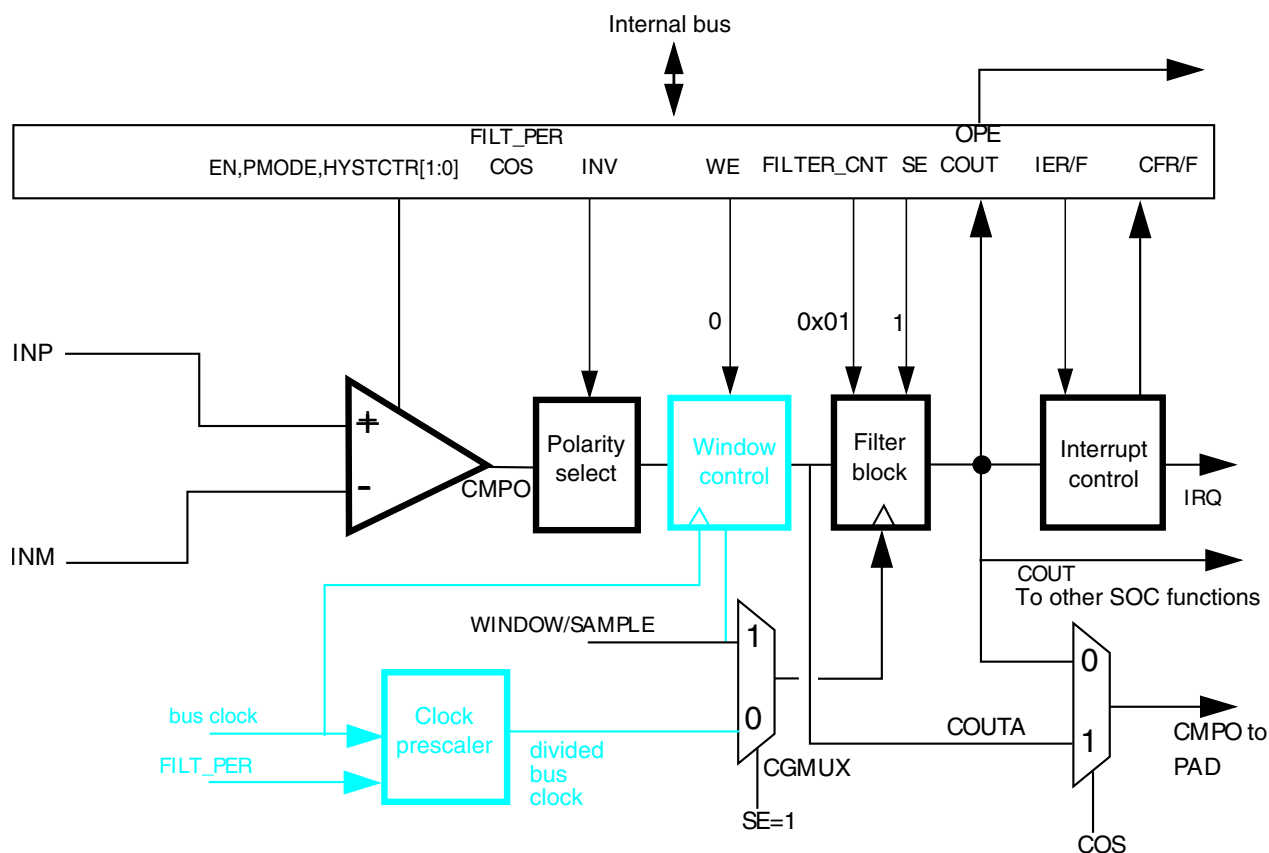 Internal bus
FILT_PER
OPE
EN,PMODE,HYSTCTR[1:0]
COS
INV
WE
FILTER_CNT
SE
COUT
IER/F
CFR/F
0
0x01
1
INP
+
-
INM
CMPO
Polarity
select
Window
control
Filter
block
Interrupt
control
IRQ
COUT
To other SOC functions
WINDOW/SAMPLE
1
0
CGMUX
SE=1
bus clock
FILT_PER
Clock
prescaler
divided
bus
clock
COUTA
0
1
CMPO to
PAD
COS